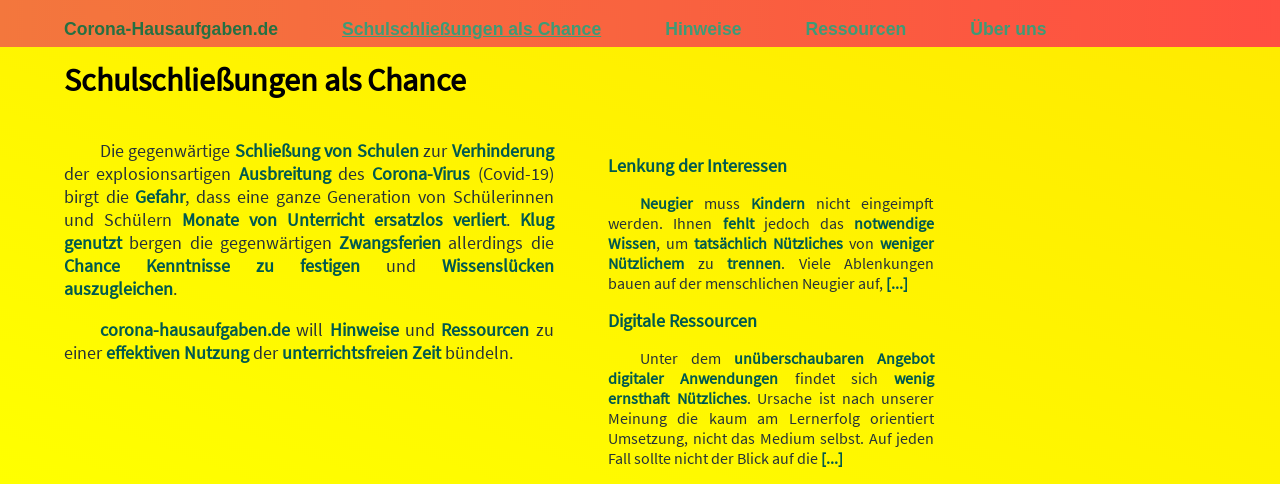 Corona-Hausaufgaben.de Schulschließungen als Chance Hinweise Ressourcen Über uns
Schulschließungen als Chance
Die gegenwärtige Schließung von Schulen zur Verhinderung
der explosionsartigen Ausbreitung des Corona-Virus (Covid-19)
birgt die Gefahr, dass eine ganze Generation von Schülerinnen
und Schülern Monate von Unterricht ersatzlos verliert. Klug
genutzt bergen die gegenwärtigen Zwangsferien allerdings die
Chance Kenntnisse zu festigen und Wissenslücken
auszugleichen.
corona-hausaufgaben.de will Hinweise und Ressourcen zu
einer effektiven Nutzung der unterrichtsfreien Zeit bündeln.
Lenkung der Interessen
Neugier muss Kindern nicht eingeimpft
werden. Ihnen fehlt jedoch das notwendige
Wissen, um tatsächlich Nützliches von weniger
Nützlichem zu trennen. Viele Ablenkungen
bauen auf der menschlichen Neugier auf, [...]
Digitale Ressourcen
Unter dem unüberschaubaren Angebot
digitaler Anwendungen findet sich wenig
ernsthaft Nützliches. Ursache ist nach unserer
Meinung die kaum am Lernerfolg orientiert
Umsetzung, nicht das Medium selbst. Auf jeden
Fall sollte nicht der Blick auf die [...]